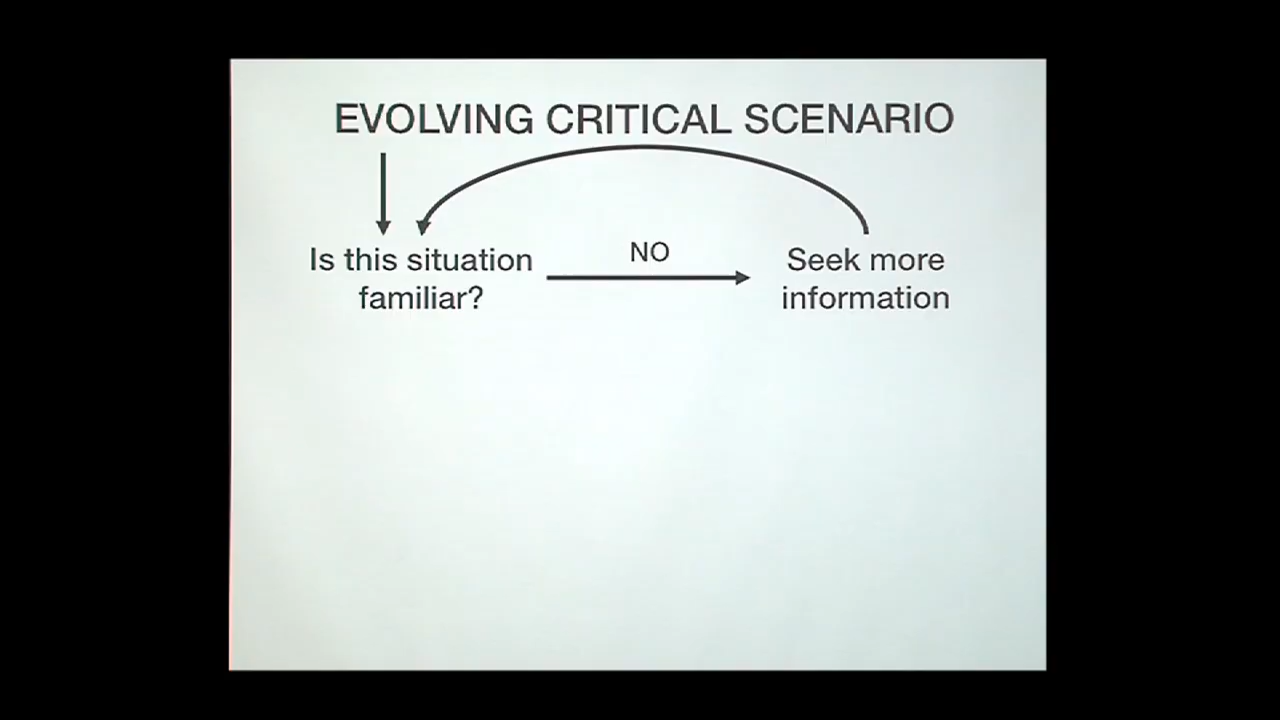 EVOLVING CRITICAL SCENARIO
Is this situation
familiar?
NO
Seek more
information